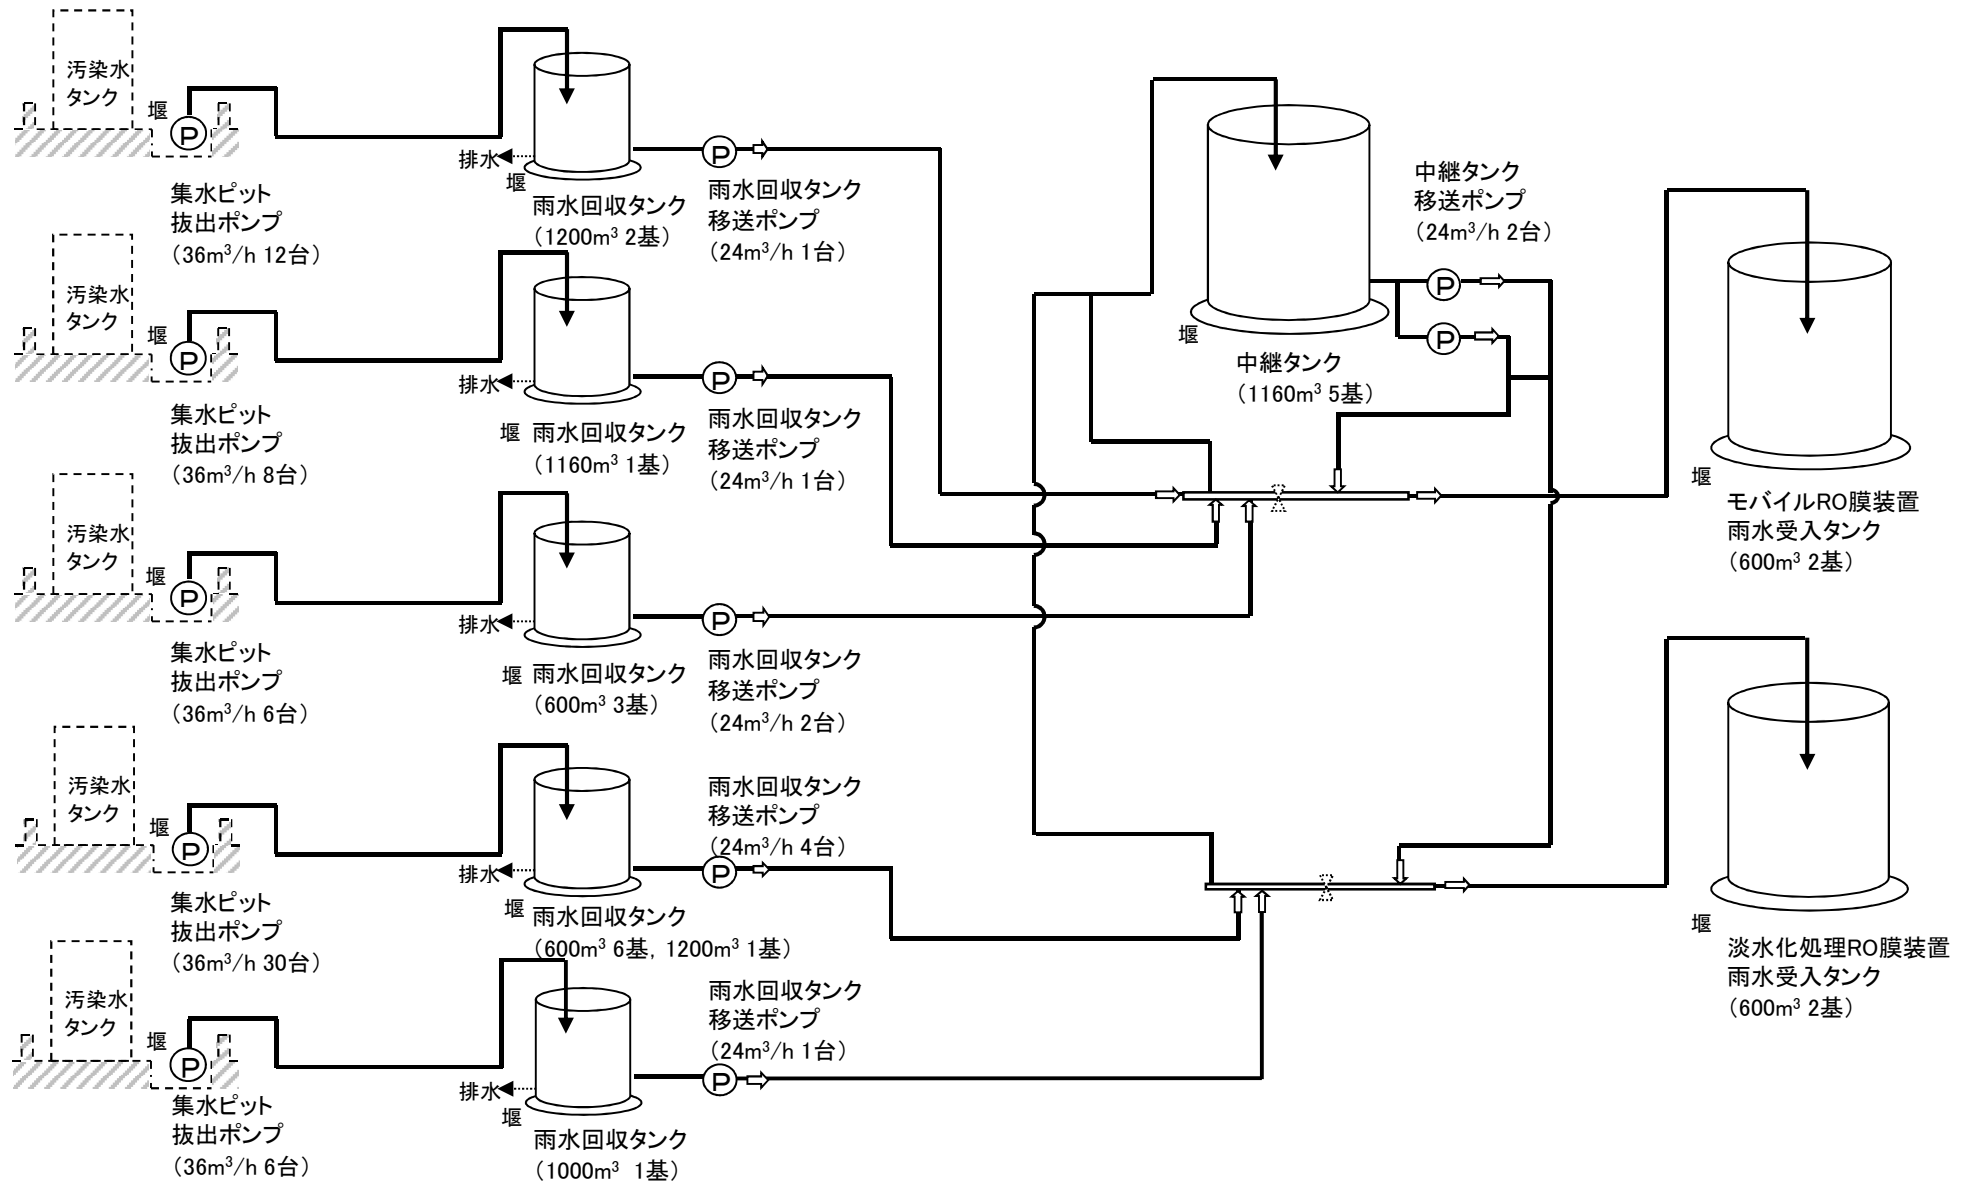 汚染水
タンク
堰
P
集水ピット
抜出ポンプ
（36m³/h 12台）
排水
堰
雨水回収タンク
（1200m³ 2基）
P
雨水回収タンク
移送ポンプ
（24m³/h 1台）
汚染水
タンク
堰
P
集水ピット
抜出ポンプ
（36m³/h 8台）
排水
堰
雨水回収タンク
（1160m³ 1基）
P
雨水回収タンク
移送ポンプ
（24m³/h 1台）
汚染水
タンク
堰
P
集水ピット
抜出ポンプ
（36m³/h 6台）
排水
堰
雨水回収タンク
（600m³ 3基）
P
雨水回収タンク
移送ポンプ
（24m³/h 2台）
汚染水
タンク
堰
P
集水ピット
抜出ポンプ
（36m³/h 30台）
排水
堰
雨水回収タンク
（600m³ 6基，1200m³ 1基）
雨水回収タンク
移送ポンプ
（24m³/h 4台）
P
汚染水
タンク
堰
P
集水ピット
抜出ポンプ
（36m³/h 6台）
排水
堰
雨水回収タンク
（1000m³ 1基）
雨水回収タンク
移送ポンプ
（24m³/h 1台）
P
堰
中継タンク
（1160m³ 5基）
中継タンク
移送ポンプ
（24m³/h 2台）
P
P
堰
モバイルRO膜装置
雨水受入タンク
（600m³ 2基）
堰
淡水化処理RO膜装置
雨水受入タンク
（600m³ 2基）